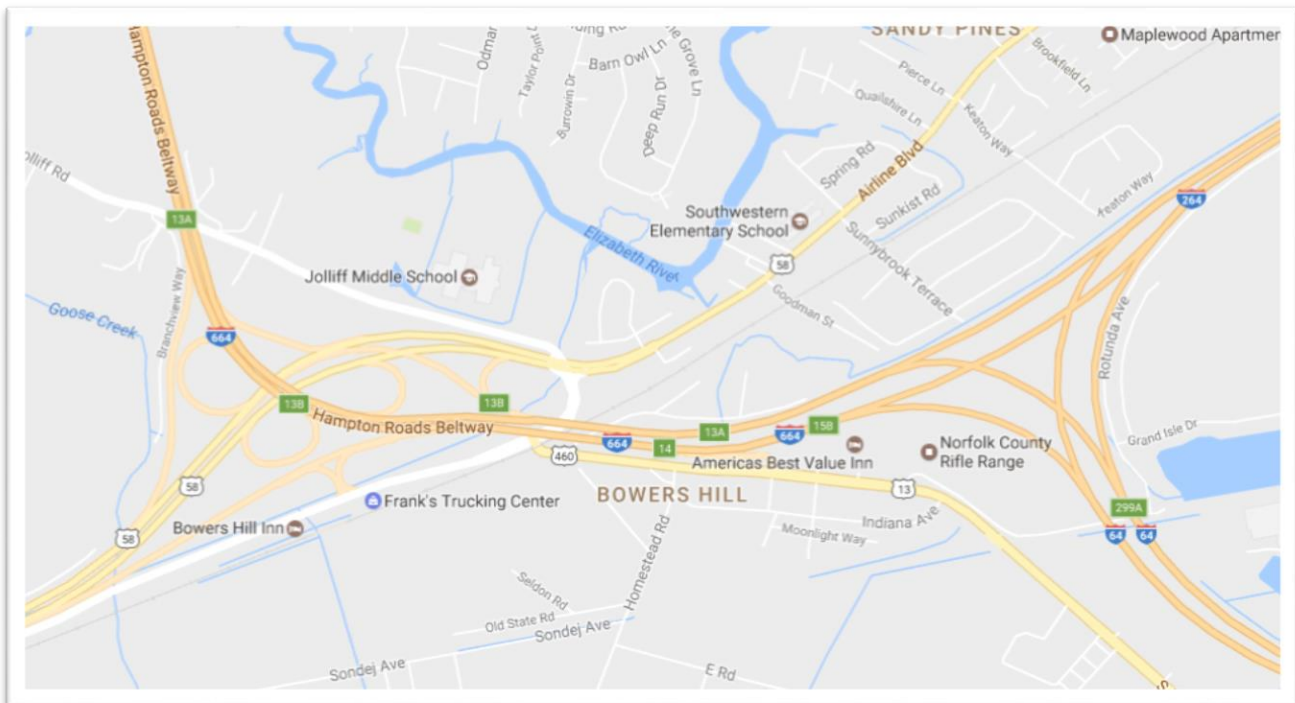 SANDY PINES
Maplewood Apartmen
Hampton Roads Beltway
Odmar
Taylor Point D
Barn Owl Ln
Burrowin Dr
Deep Run Dr
e Grove Ln
Pierce Ln
Brookfield Ln
Quailshire Ln
Keaton Way
olliff Rd
Spring Rd
Airline Blvd
Sunkist Rd
Keaton Way
264
13A
Southwestern
Elementary School
Elizabeth River
58
Sunnybrook Terrace
Jolliff Middle School
Goodman St
Goose Creek
Branchview Way
664
Rotunda Ave
13B
13B
Hampton Roads Beltway
664
13A
14
664
15B
Americas Best Value Inn
Norfolk County
Rifle Range
Grand Isle Dr
460
58
Frank's Trucking Center
BOWERS HILL
13
Indiana Ave
Moonlight Way
299A
64
64
Bowers Hill Inn
58
Homestead Rd
Seldon Rd
Old State Rd
Sondej Ave
Sondej Ave
E Rd